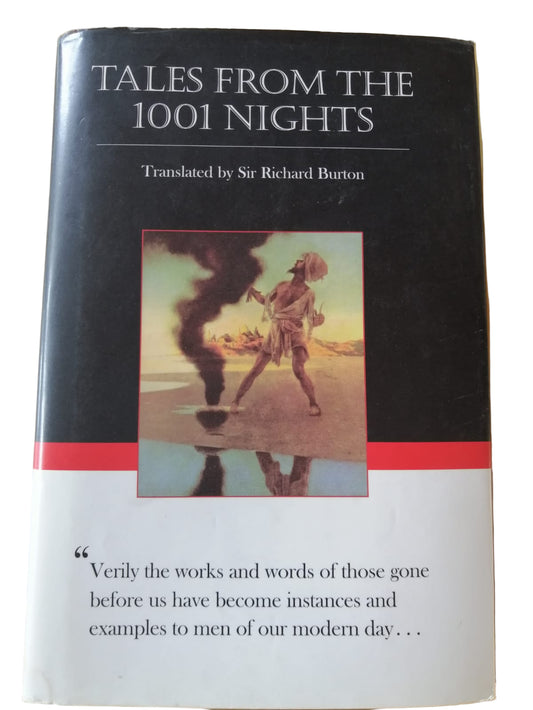 TALES FROM THE
1001 NIGHTS
Translated by Sir Richard Burton
“Verily the works and words of those gone
before us have become instances and
examples to men of our modern day...